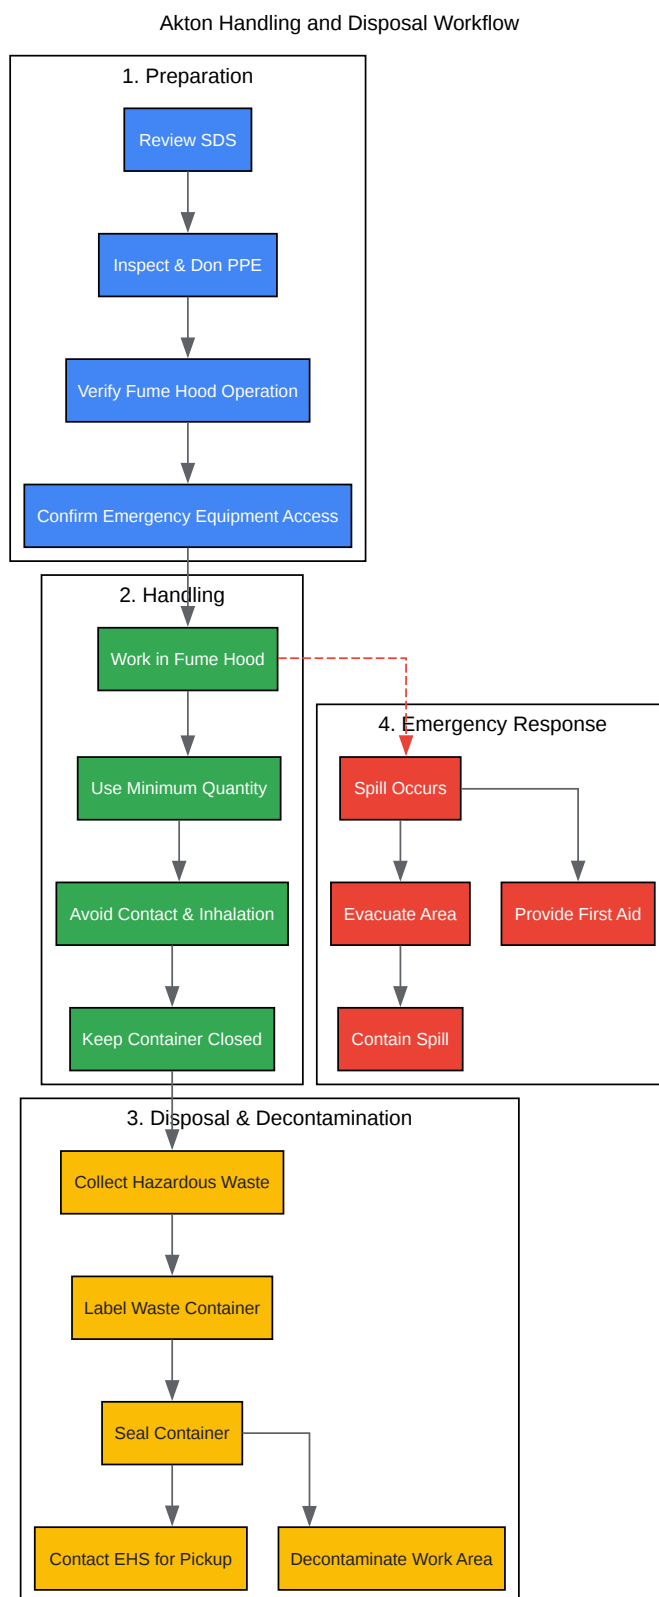 Akton Handling and Disposal Workflow
1. Preparation
Review SDS
Inspect & Don PPE
Verify Fume Hood Operation
Confirm Emergency Equipment Access
2. Handling
Work in Fume Hood
Use Minimum Quantity
Avoid Contact & Inhalation
Keep Container Closed
4. Emergency Response
Spill Occurs
Evacuate Area
Provide First Aid
Contain Spill
3. Disposal & Decontamination
Collect Hazardous Waste
Label Waste Container
Seal Container
Contact EHS for Pickup
Decontaminate Work Area